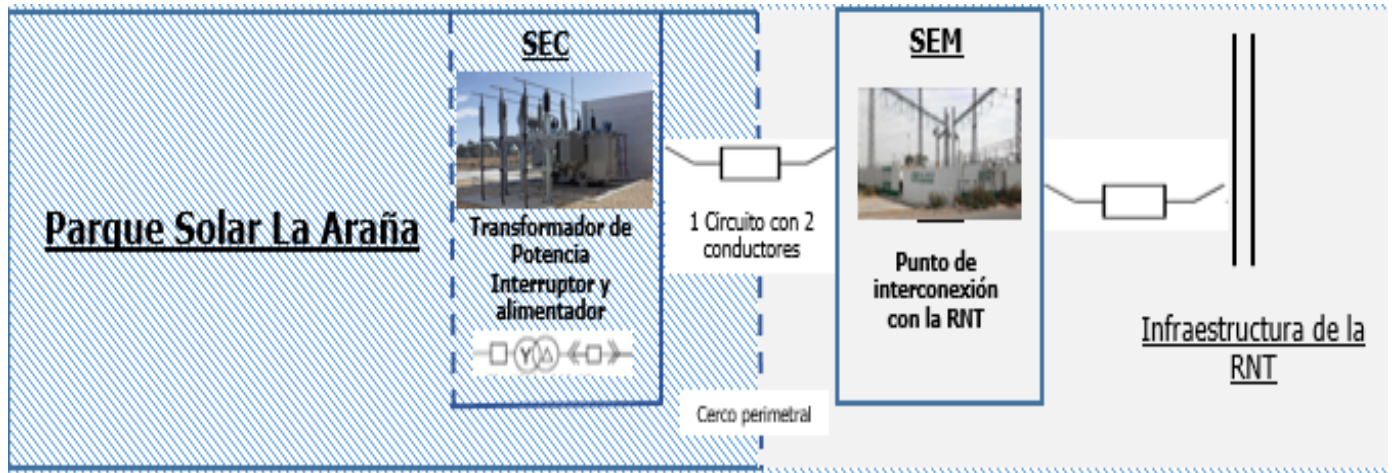 SEC
SEM
Parque Solar La Araña
Transformador de
Potencia
Interruptor y
alimentador
Y Δ
1 Circuito con 2
conductores
Punto de
interconexión
con la RNT
Infraestructura de la
RNT
Cerco perimetral